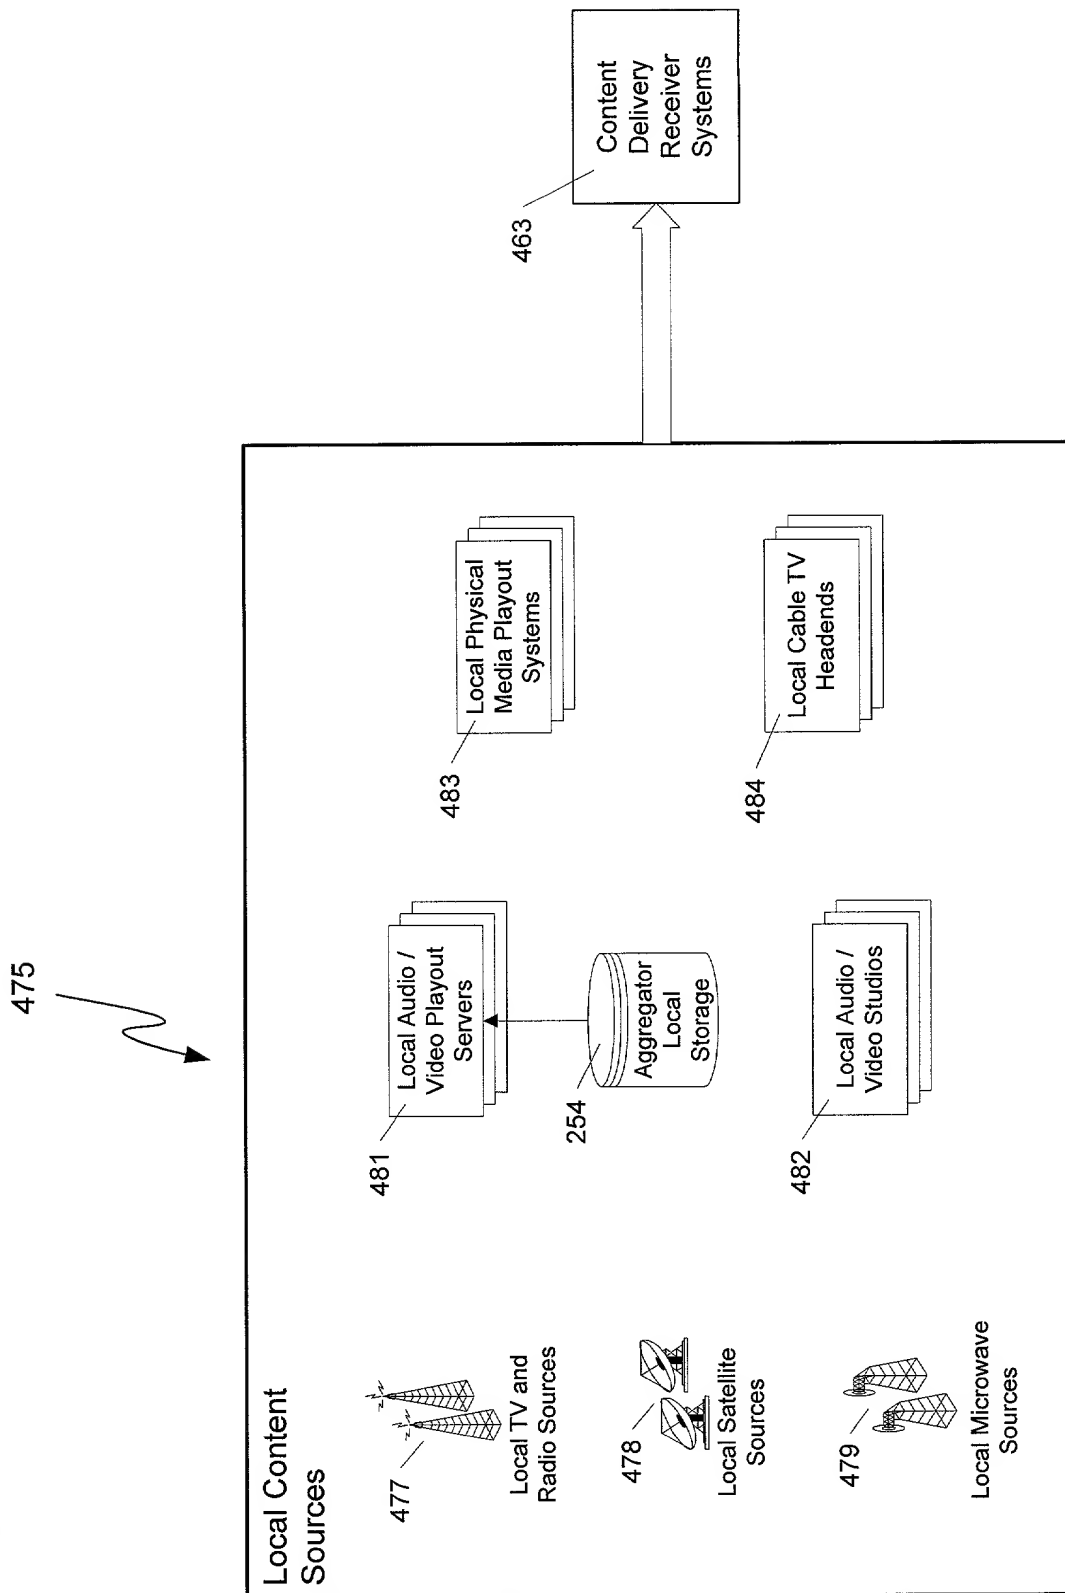 475
Local Content
Sources
477
Local TV and
Radio Sources
478
Local Satellite
Sources
479
Local Microwave
Sources
481
Local Audio /
Video Playout
Servers
254
Aggregator
Local
Storage
482
Local Audio /
Video Studios
483
Local Physical
Media Playout
Systems
484
Local Cable TV
Headends
463
Content
Delivery
Receiver
Systems